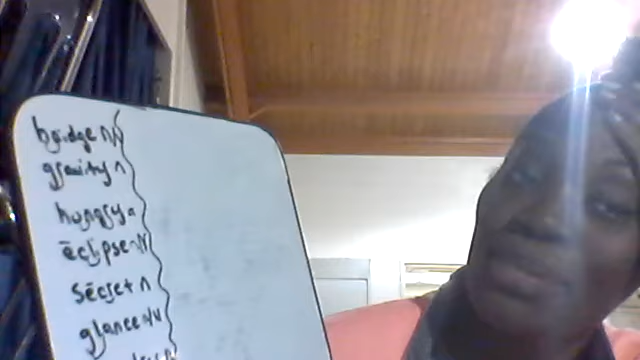 bridge n/v
gravity n
hungry a
ēclipse n/v
sēcret n
glance n/v